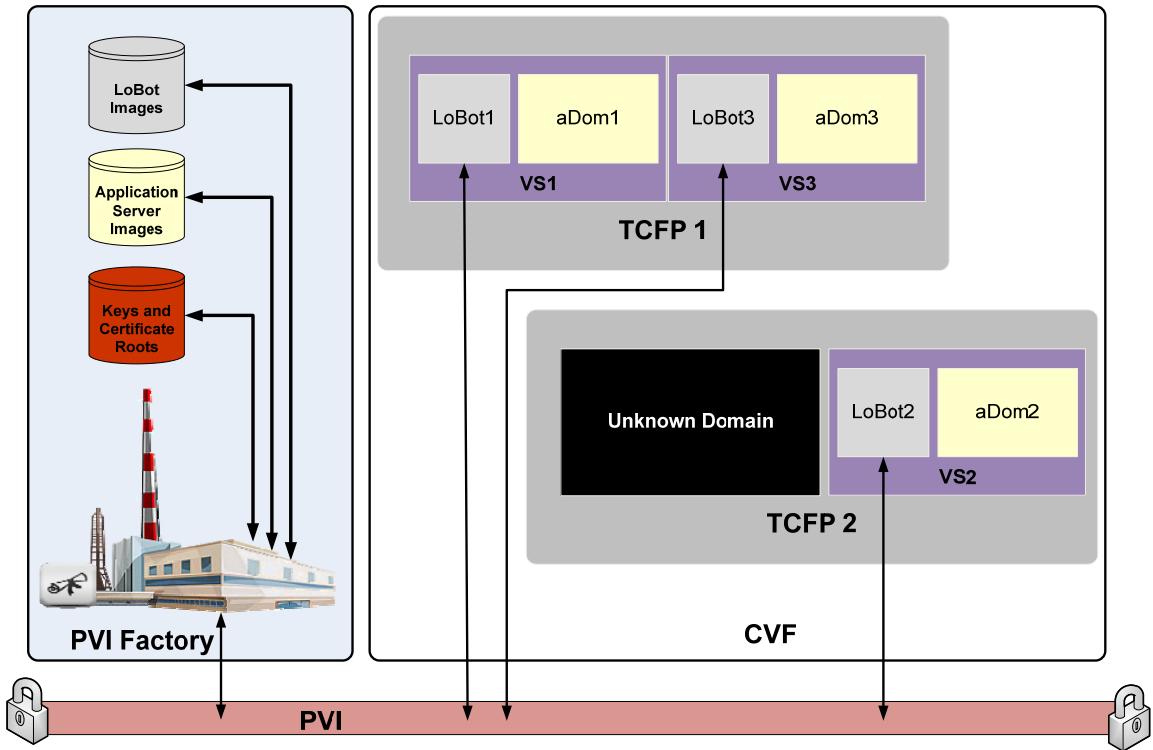 LoBot
Images
Application
Server
Images
Keys and
Certificate
Roots
PVI Factory
LoBot1
aDom1
VS1
LoBot3
aDom3
VS3
TCFP 1
Unknown Domain
LoBot2
aDom2
VS2
TCFP 2
CVF
PVI